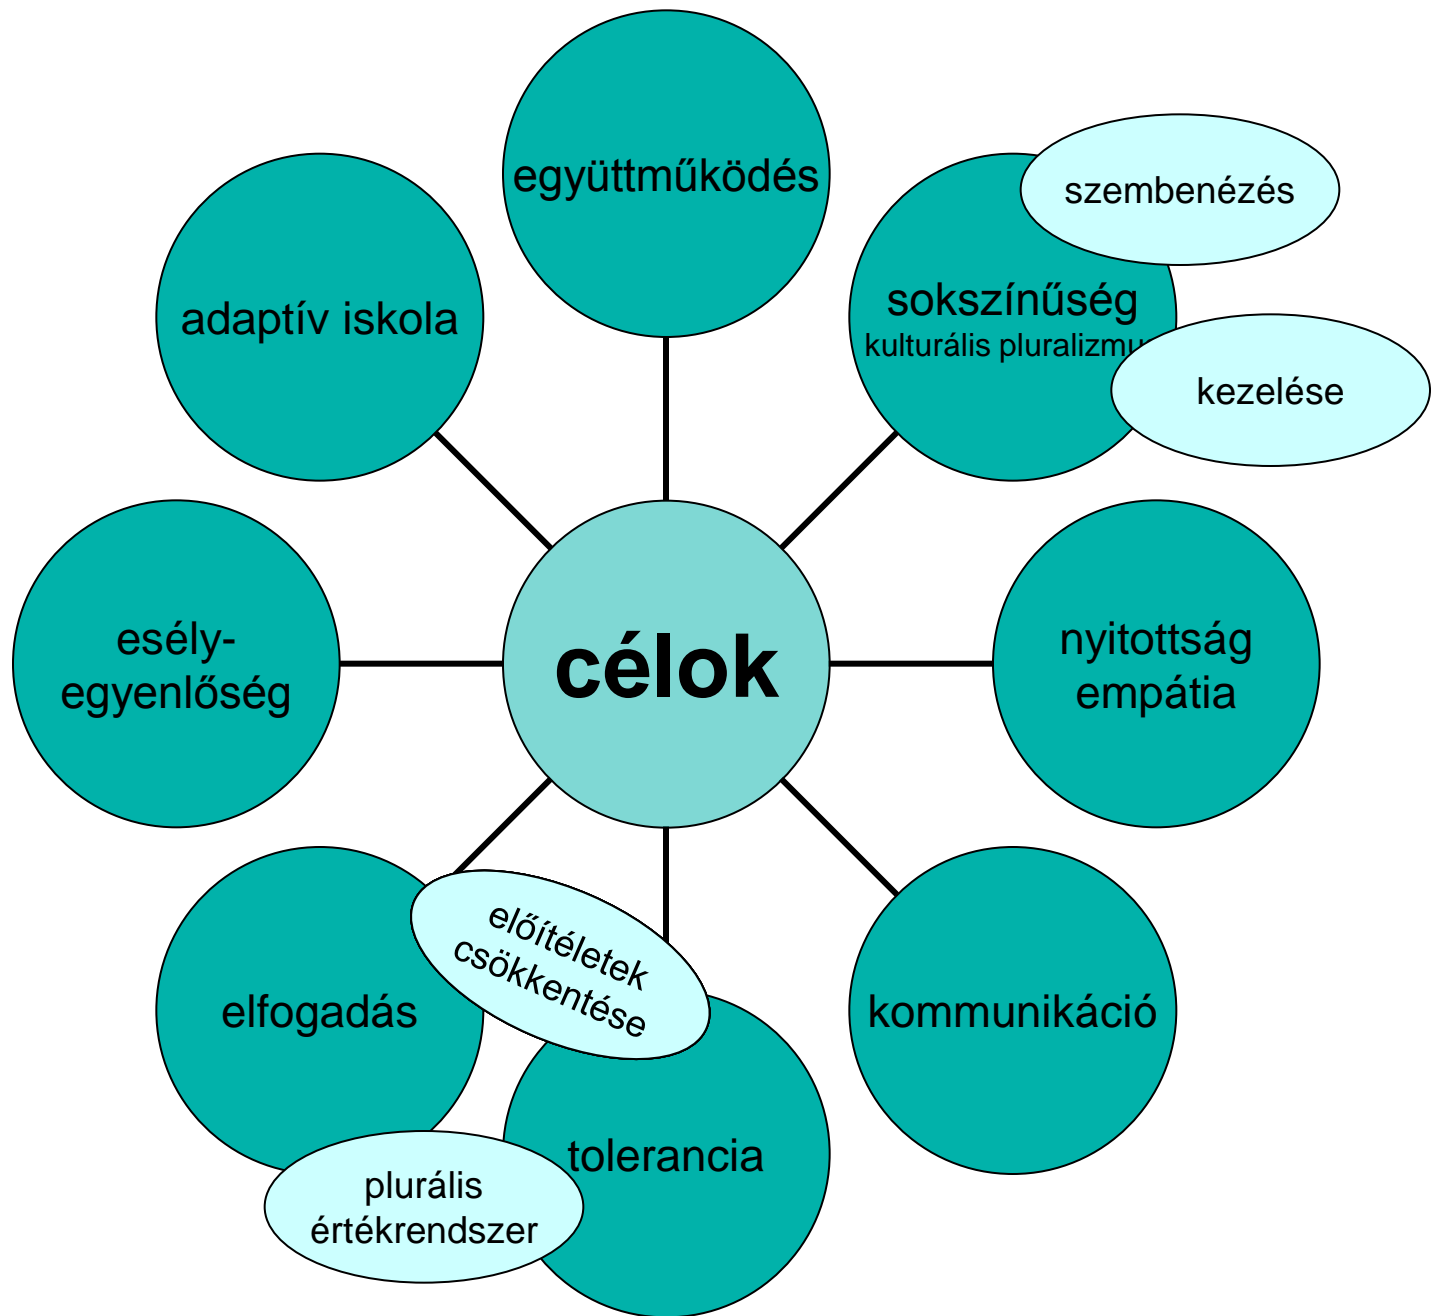 együttműködés
szembenézés
sokszínűség
kulturális pluralizmu
kezelése
adaptív iskola
esély-
egyenlőség
célok
nyitottság
empátia
előítéletek
csökkentése
elfogadás
kommunikáció
tolerancia
plurális
értékrendszer